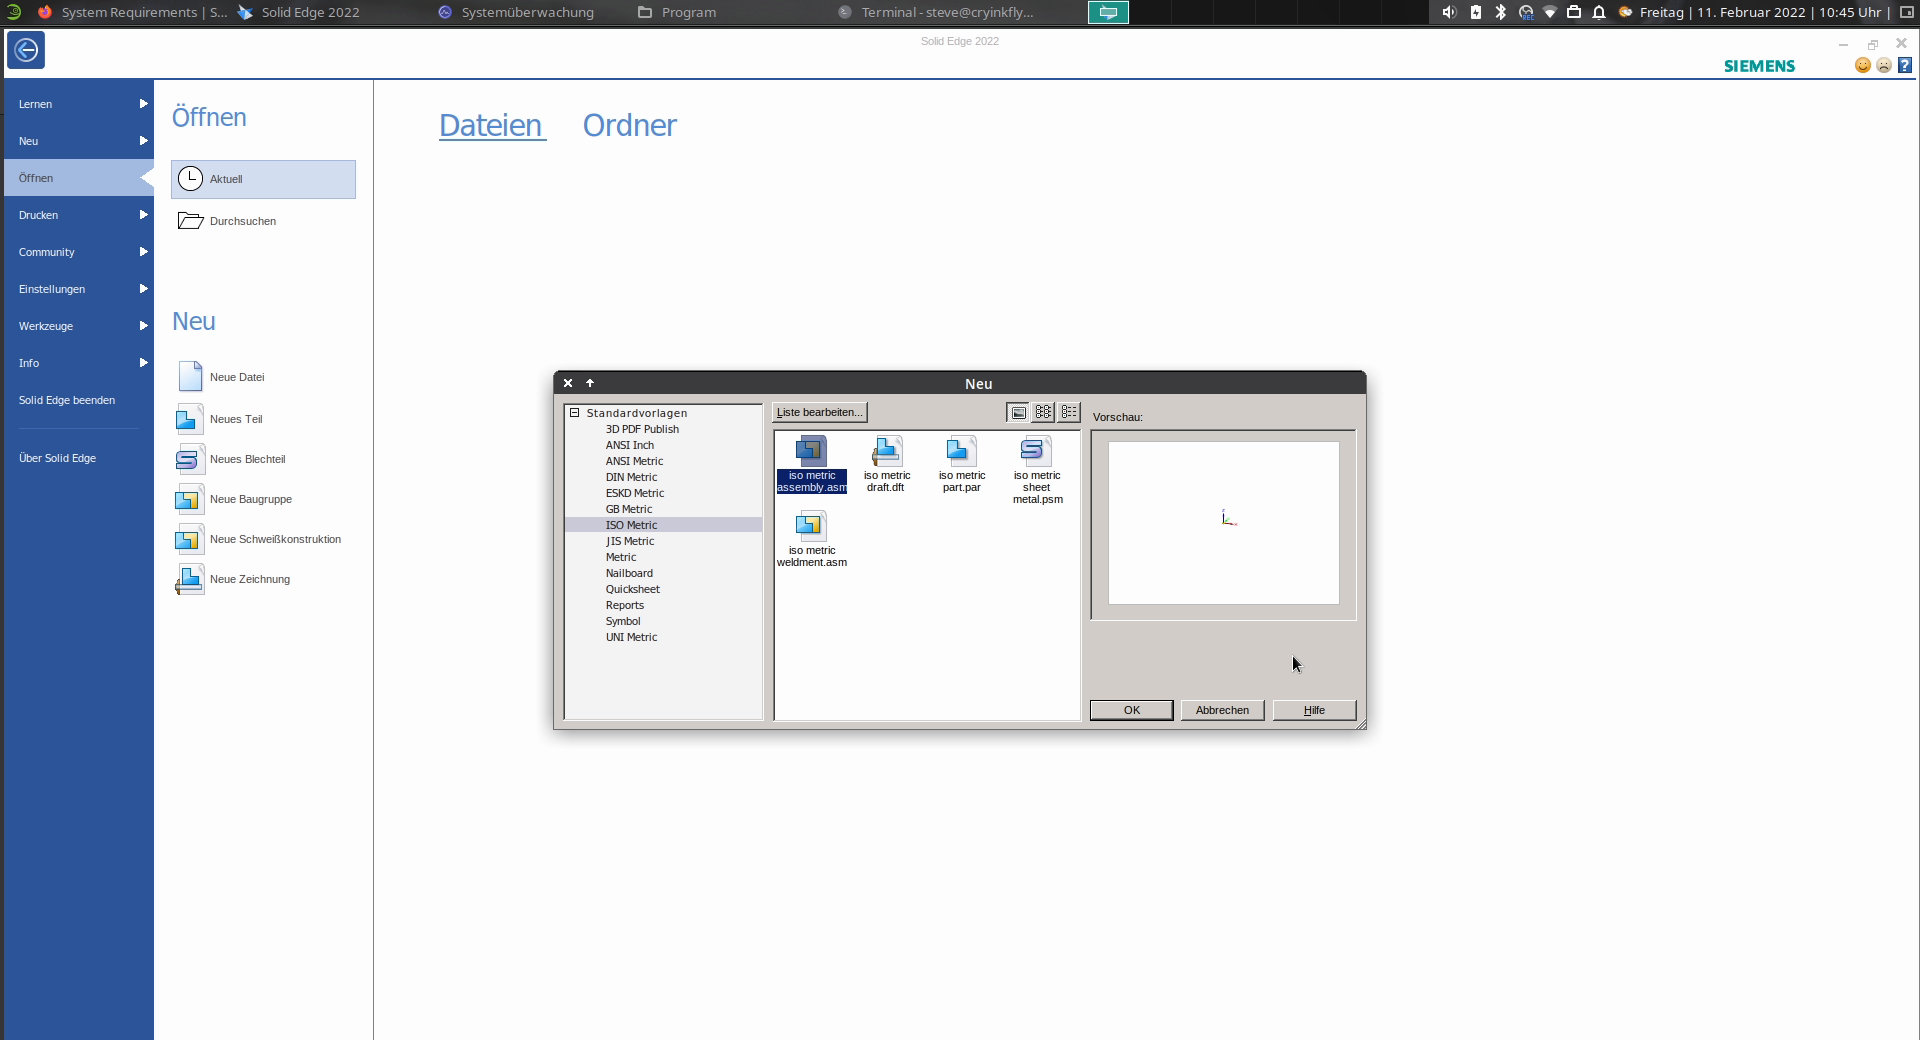 System Requirements | S...
Solid Edge 2022
Systemüberwachung
Program
Terminal - steve@cryinkfly...
Freitag | 11. Februar 2022 | 10:45 Uhr |
Solid Edge 2022
SIEMENS
Lernen
Neu
Öffnen
Drucken
Community
Einstellungen
Werkzeuge
Info
Solid Edge beenden
Über Solid Edge
Öffnen
Aktuell
Durchsuchen
Neu
Neue Datei
Neues Teil
Neues Blechteil
Neue Baugruppe
Neue Schweißkonstruktion
Neue Zeichnung
Dateien
Ordner
Neu
Standardvorlagen
3D PDF Publish
ANSI Inch
ANSI Metric
DIN Metric
ESKD Metric
GB Metric
ISO Metric
JIS Metric
Metric
Nailboard
Quicksheet
Reports
Symbol
UNI Metric
Liste bearbeiten...
iso metric
assembly.asm
iso metric
draft.dft
iso metric
part.par
iso metric
sheet
metal.psm
iso metric
weldment.asm
Vorschau:
OK
Abbrechen
Hilfe